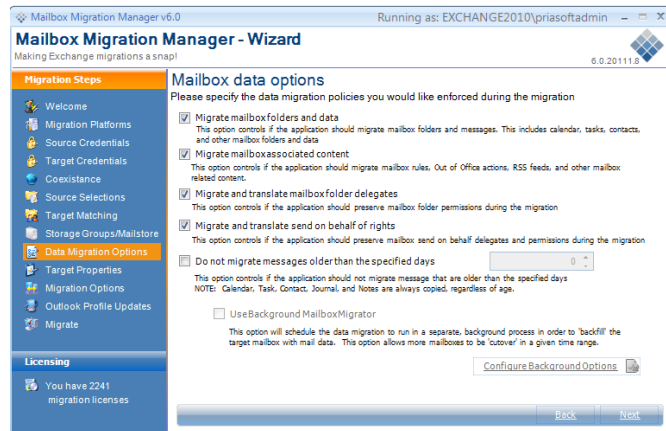 Mailbox Migration Manager v6.0
Running as: EXCHANGE2010\priasoftadmin
Mailbox Migration Manager - Wizard
Making Exchange migrations a snap!
6.0.20111.8
Migration Steps
Welcome
Migration Platforms
Source Credentials
Target Credentials
Coexistance
Source Selections
Target Matching
Storage Groups/Mailstore
Data Migration Options
Target Properties
Migration Options
Outlook Profile Updates
Migrate
Licensing
You have 2241
migration licenses
Mailbox data options
Please specify the data migration policies you would like enforced during the migration
Migrate mailbox folders and data
This option controls if the application should migrate mailbox folders and messages. This includes calendar, tasks, contacts,
and other mailbox folders and data
Migrate mailbox associated content
This option controls if the application should migrate mailbox rules, Out of Office actions, RSS feeds, and other mailbox
related content.
Migrate and translate mailbox folder delegates
This option controls if the application should preserve mailbox folder permissions during the migration
Migrate and translate send on behalf of rights
This option controls if the application should preserve mailbox send on behalf delegates and permissions during the migration
Do not migrate messages older than the specified days
0
This option controls if the application should not migrate message that are older than the specified days
NOTE: Calendar, Task, Contact, Journal, and Notes are always copied, regardless of age.
Use Background Mailbox Migrator
This option will schedule the data migration to run in a separate, background process in order to 'backfill' the
target mailbox with mail data. This option allows more mailboxes to be 'cutover' in a given time range.
Configure Background Options
Back
Next